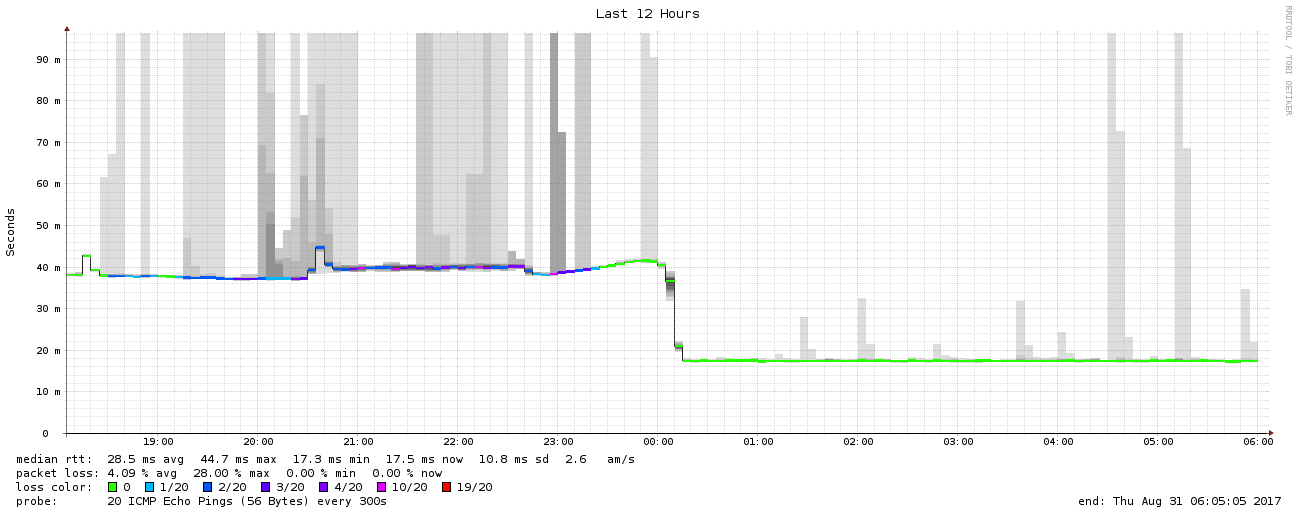 Last 12 Hours
RRDTOOL / TOBI OETIKER
Seconds
90 m
80 m
70 m
60 m
50 m
40 m
30 m
20 m
10 m
0
19:00 20:00 21:00 22:00 23:00 00:00 01:00 02:00 03:00 04:00 05:00 06:00
median rtt: 28.5 ms avg 44.7 ms max 17.3 ms min 17.5 ms now 10.8 ms sd 2.6 am/s
packet loss: 4.09 % avg 28.00 % max 0.00 % min 0.00 % now
loss color: 0 1/20 2/20 3/20 4/20 10/20 19/20
probe: 20 ICMP Echo Pings (56 Bytes) every 300s end: Thu Aug 31 06:05:05 2017